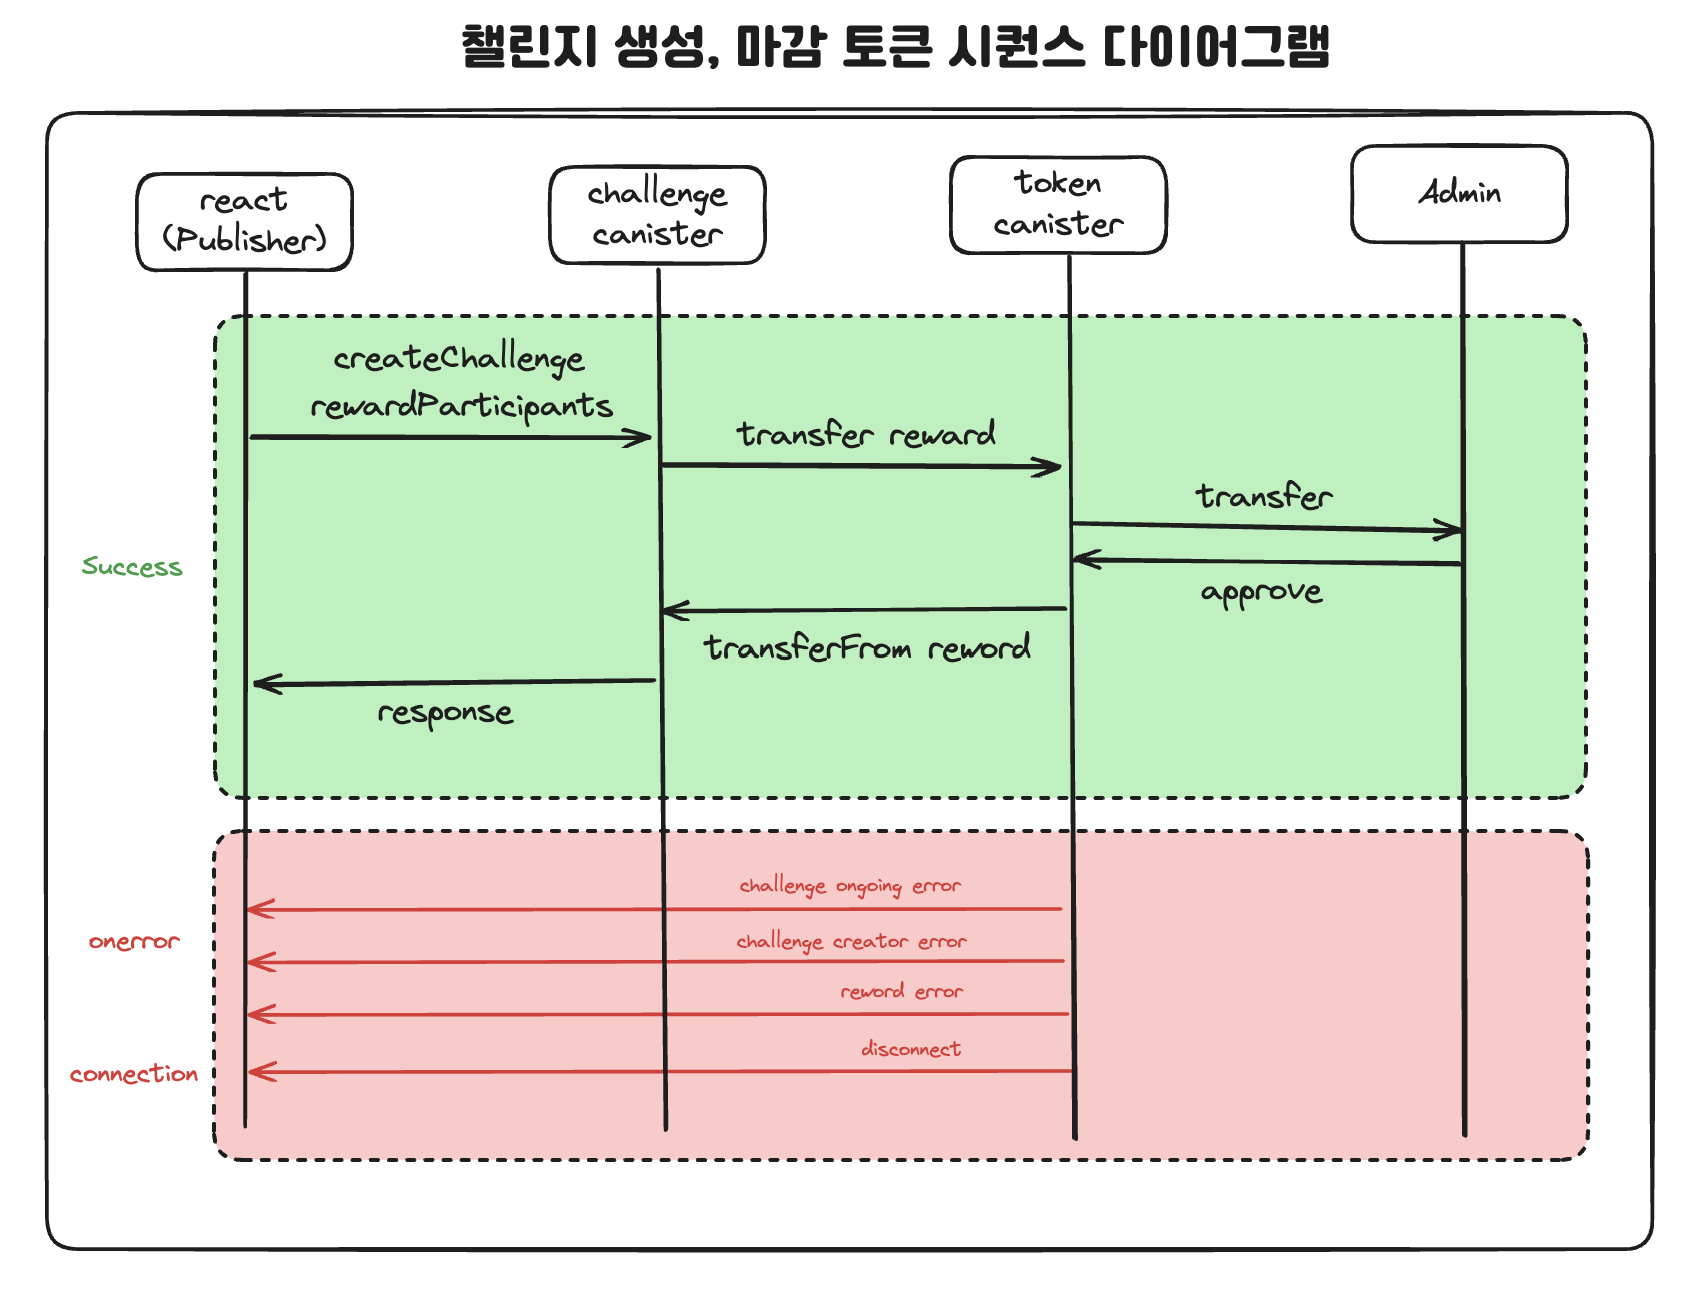 챌린지 생성, 마감 토큰 시퀀스 다이어그램
react
(Publisher)
challenge
canister
token
canister
Admin
createChallenge
rewardParticipants
transfer reward
transfer
approve
transferFrom reword
response
Success
challenge ongoing error
onerror
challenge creator error
reword error
disconnect
connection